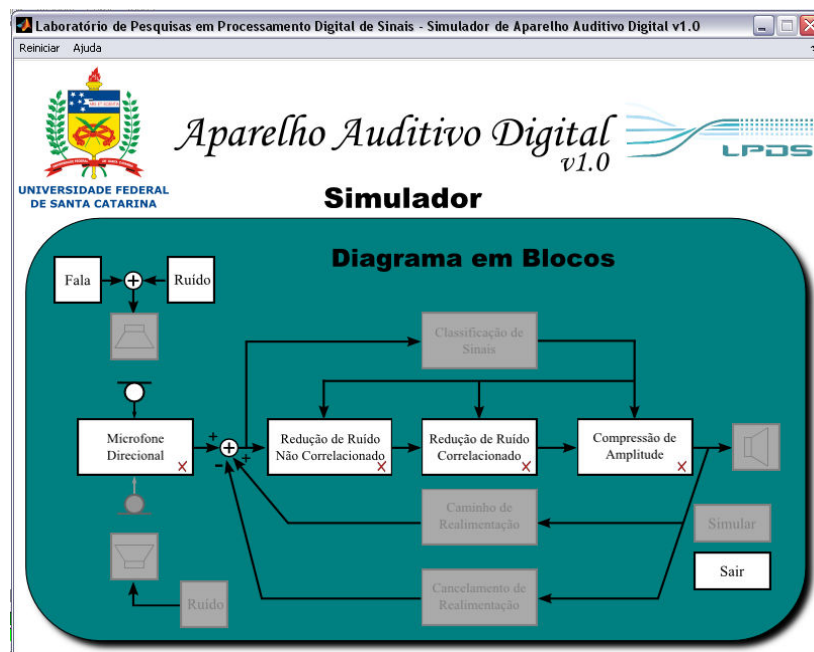 Laboratório de Pesquisas em Processamento Digital de Sinais - Simulador de Aparelho Auditivo Digital v1.0
Reiniciar Ajuda
UNIVERSIDADE FEDERAL
DE SANTA CATARINA
Aparelho Auditivo Digital
v1.0
LPDS
Simulador
Diagrama em Blocos
Fala
Ruído
Classificação de
Sinais
Microfone
Direcional
Redução de Ruído
Não Correlacionado
Redução de Ruído
Correlacionado
Compressão de
Amplitude
Caminho de
Realimentação
Simular
Sair
Cancelamento de
Realimentação
Ruído